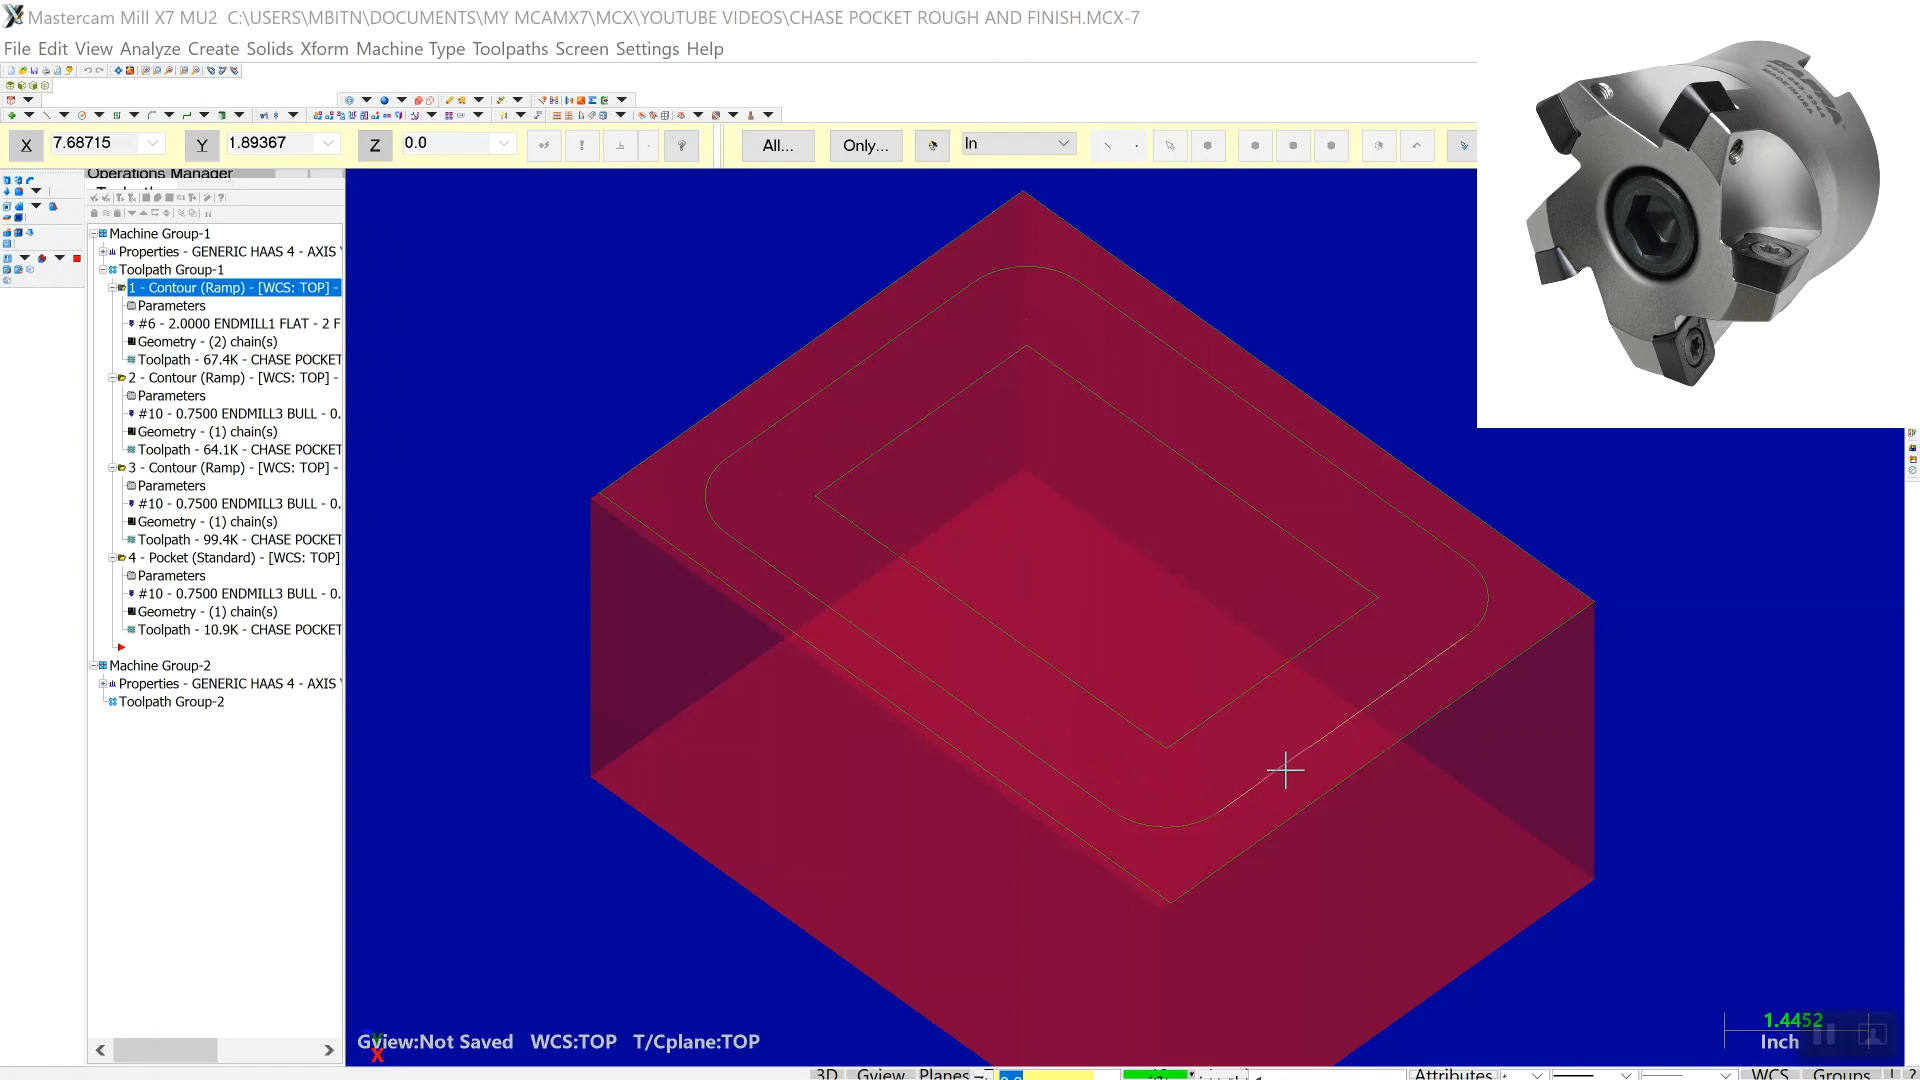 Mastercam Mill X7 MU2 C:\USERS\MBITN\DOCUMENTS\MY MCAMX7\MCX\YOUTUBE VIDEOS\CHASE POCKET ROUGH AND FINISH.MCX-7
File Edit View Analyze Create Solids Xform Machine Type Toolpaths Screen Settings Help
X 7.68715 Y 1.89367 Z 0.0 All... Only... In
Operations Manager
Machine Group-1
Properties - GENERIC HAAS 4 - AXIS
Toolpath Group-1
1 - Contour (Ramp) - [WCS: TOP] -
Parameters
#6 - 2.0000 ENDMILL1 FLAT - 2 F
Geometry - (2) chain(s)
Toolpath - 67.4K - CHASE POCKET
2 - Contour (Ramp) - [WCS: TOP] -
Parameters
#10 - 0.7500 ENDMILL3 BULL - 0.
Geometry - (1) chain(s)
Toolpath - 64.1K - CHASE POCKET
3 - Contour (Ramp) - [WCS: TOP] -
Parameters
#10 - 0.7500 ENDMILL3 BULL - 0.
Geometry - (1) chain(s)
Toolpath - 99.4K - CHASE POCKET
4 - Pocket (Standard) - [WCS: TOP]
Parameters
#10 - 0.7500 ENDMILL3 BULL - 0.
Geometry - (1) chain(s)
Toolpath - 10.9K - CHASE POCKET
Machine Group-2
Properties - GENERIC HAAS 4 - AXIS
Toolpath Group-2
Gview:Not Saved WCS:TOP T/Cplane:TOP
X
1.4452
Inch
3D Gview Planes Attributes WCS Groups ?